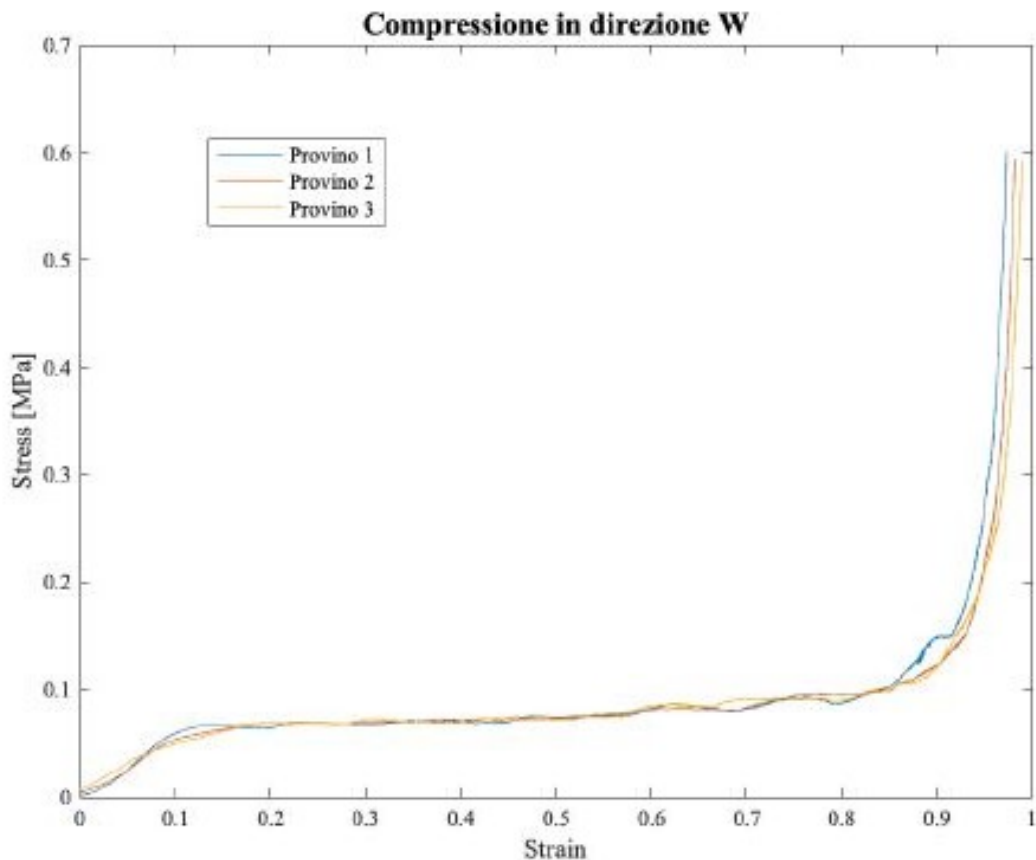 Compressione in direzione W
0.7
0.6
0.5
0.4
0.3
0.2
0.1
0
Stress [MPa]
Provino 1
Provino 2
Provino 3
0 0.1 0.2 0.3 0.4 0.5 0.6 0.7 0.8 0.9 1
Strain